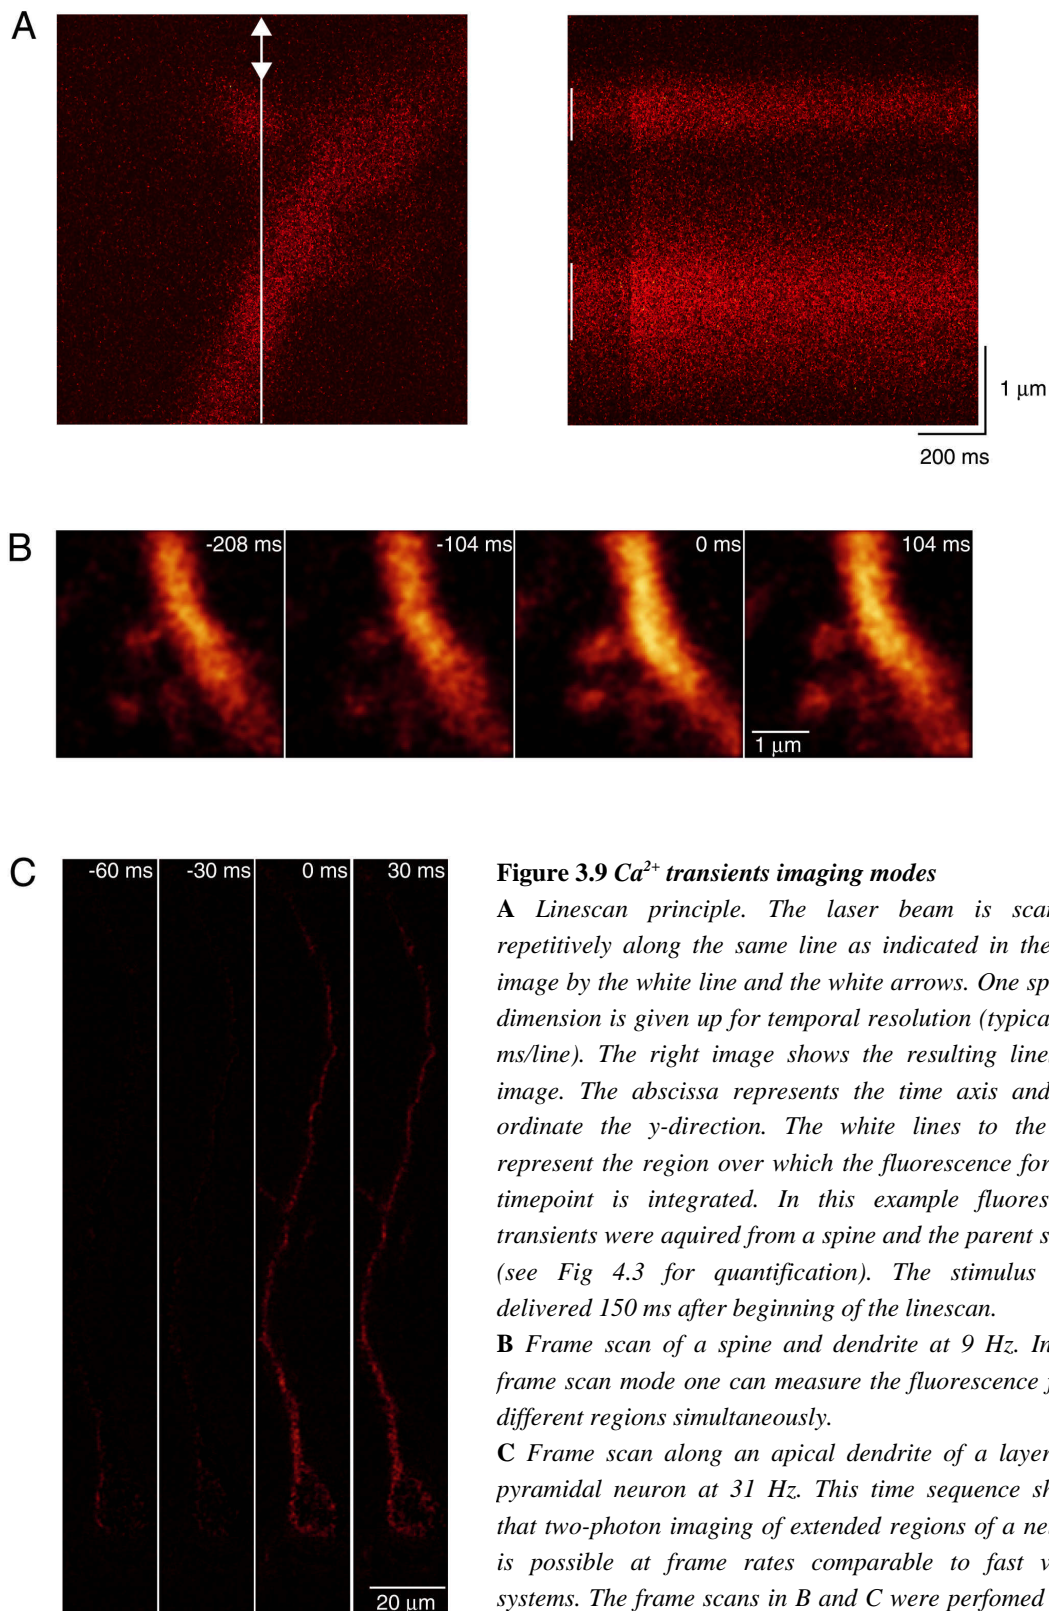 A
1 μm
200 ms
B
-208 ms
-104 ms
0 ms
104 ms
1 μm
C
-60 ms
-30 ms
0 ms
30 ms
20 μm
Figure 3.9 Ca2+ transients imaging modes
A Linescan principle. The laser beam is
repetitively along the same line as indicated in the
image by the white line and the white arrows. One
dimension is given up for temporal resolution
ms/line). The right image shows the resulting
image. The abscissa represents the time axis and
ordinate the y-direction. The white lines to the
represent the region over which the fluorescence
timepoint is integrated. In this example
transients were aquired from a spine and the parent
(see Fig 4.3 for quantification). The stimulus
delivered 150 ms after beginning of the linescan.
B Frame scan of a spine and dendrite at 9 Hz. In
frame scan mode one can measure the fluorescence
different regions simultaneously.
C Frame scan along an apical dendrite of a layer
pyramidal neuron at 31 Hz. This time sequence
that two-photon imaging of extended regions of a
is possible at frame rates comparable to fast
systems. The frame scans in B and C were perfomed